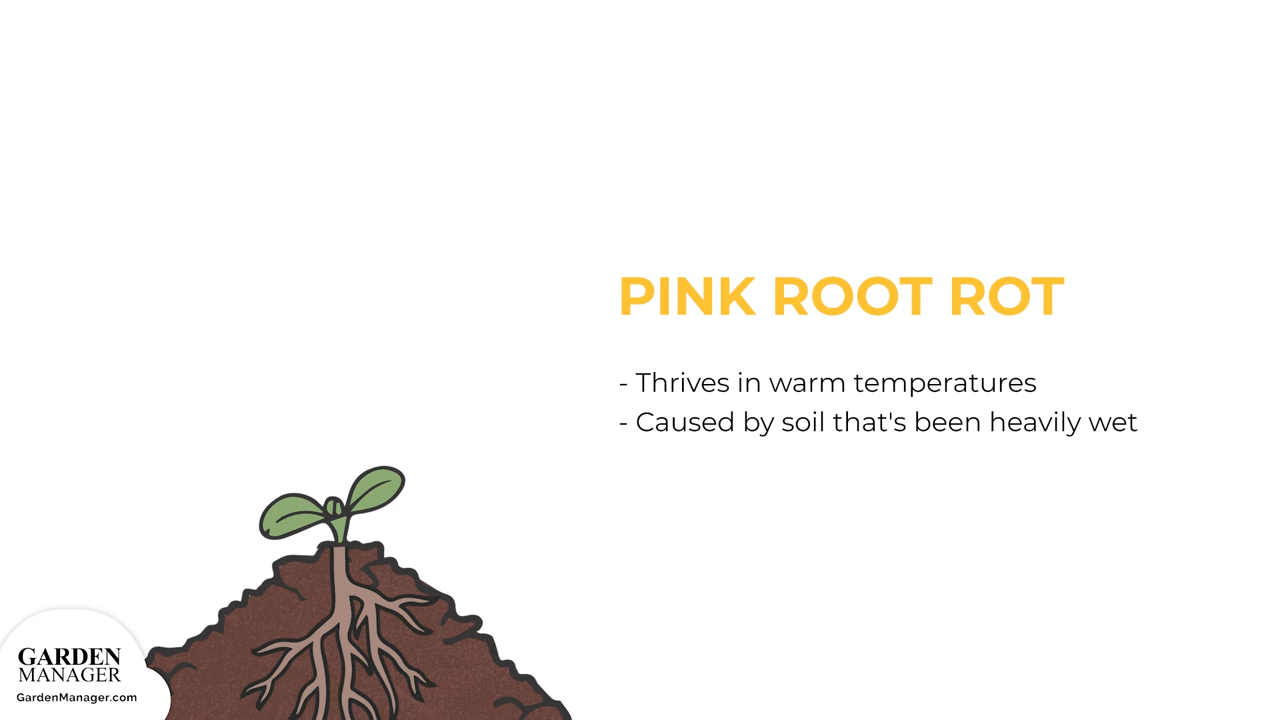 PINK ROOT ROT
- Thrives in warm temperatures
- Caused by soil that's been heavily wet
GARDEN
MANAGER
GardenManager.com